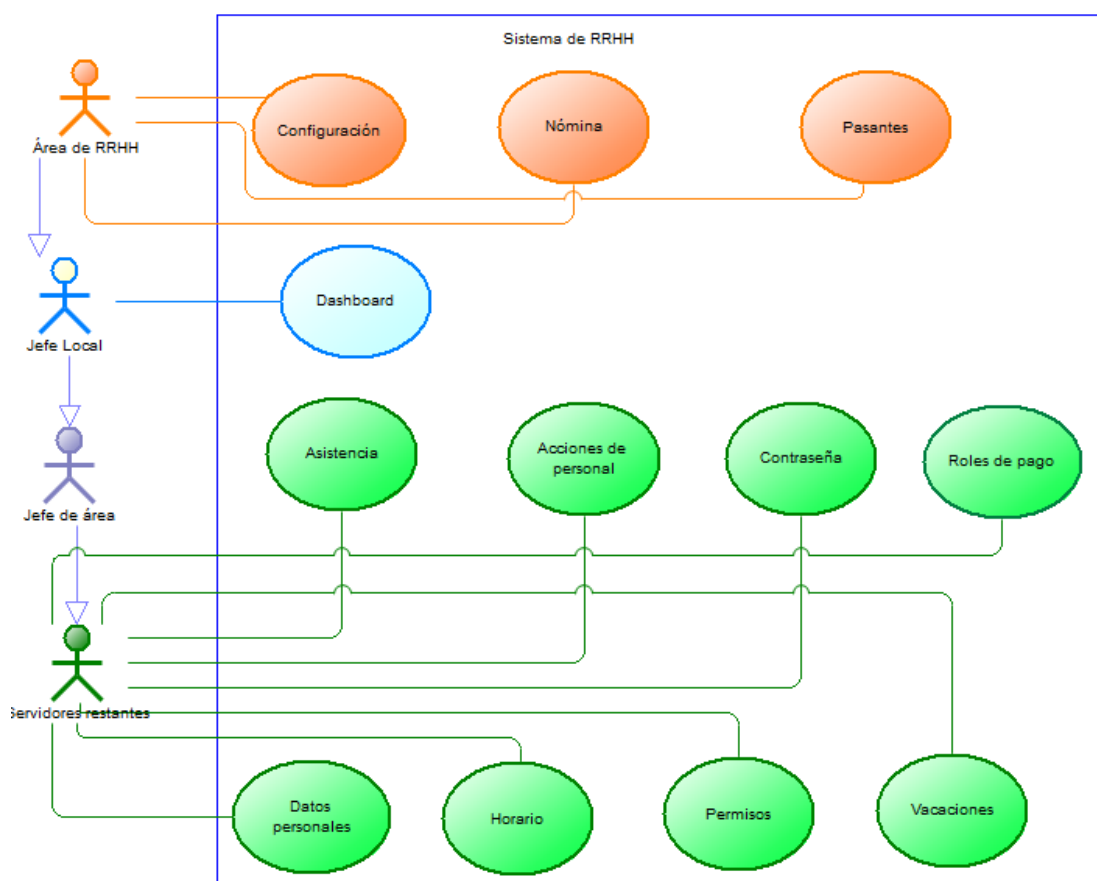 Sistema de RRHH
Área de RRHH
Configuración
Nómina
Pasantes
Jefe Local
Dashboard
Jefe de área
Asistencia
Acciones de
personal
Contraseña
Roles de pago
Servidores restantes
Datos
personales
Horario
Permisos
Vacaciones